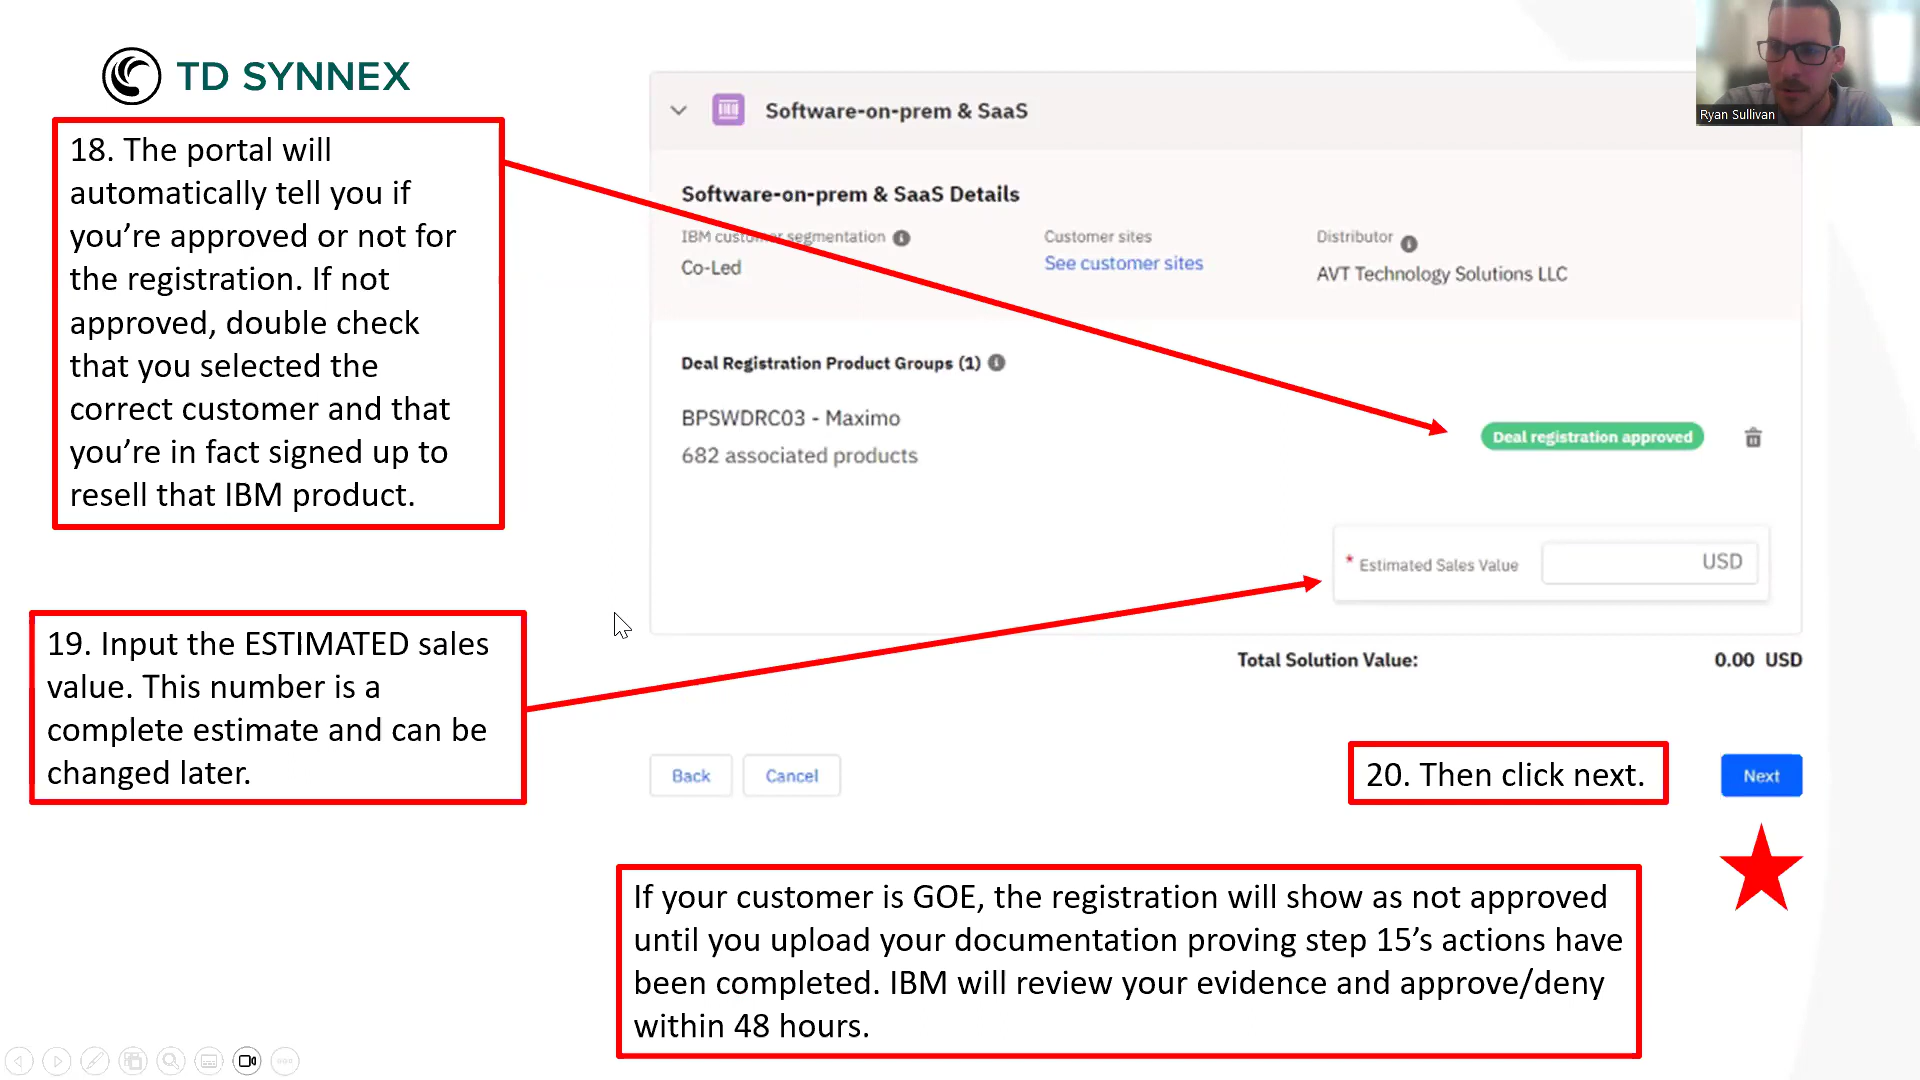 TD SYNNEX
Ryan Sullivan
18. The portal will
automatically tell you if
you’re approved or not for
the registration. If not
approved, double check
that you selected the
correct customer and that
you’re in fact signed up to
resell that IBM product.
Software-on-prem & SaaS
Software-on-prem & SaaS Details
IBM customer segmentation
Co-Led
Customer sites
See customer sites
Distributor
AVT Technology Solutions LLC
Deal Registration Product Groups (1)
BPSWDRC03 - Maximo
682 associated products
Deal registration approved
* Estimated Sales Value
USD
19. Input the ESTIMATED sales
value. This number is a
complete estimate and can be
changed later.
Total Solution Value:
0.00 USD
Back
Cancel
20. Then click next.
Next
If your customer is GOE, the registration will show as not approved
until you upload your documentation proving step 15’s actions have
been completed. IBM will review your evidence and approve/deny
within 48 hours.